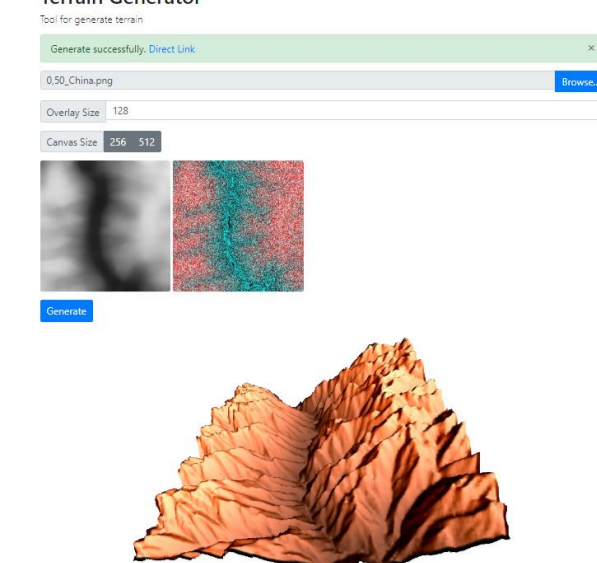 Terrain Generator
Tool for generate terrain
Generate successfully. Direct Link ×
0,50_China.png Browse..
Overlay Size 128
Canvas Size 256 512
Generate